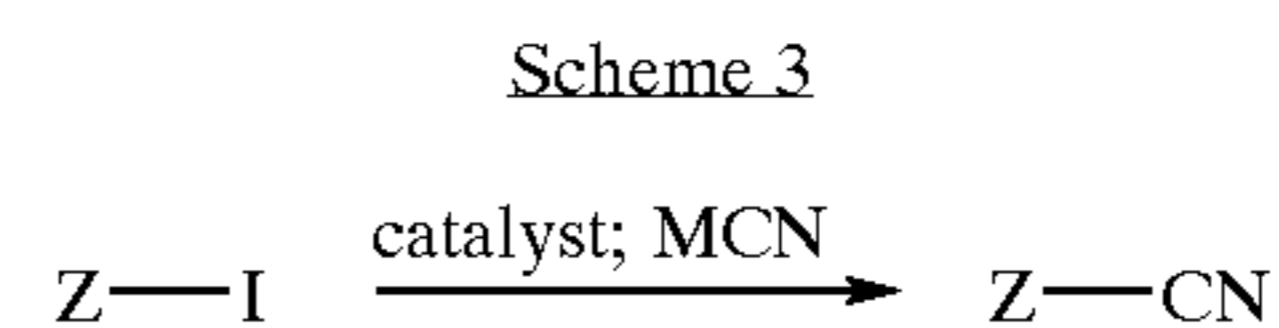 Scheme 3
catalyst; MCN
Z—I Z—CN